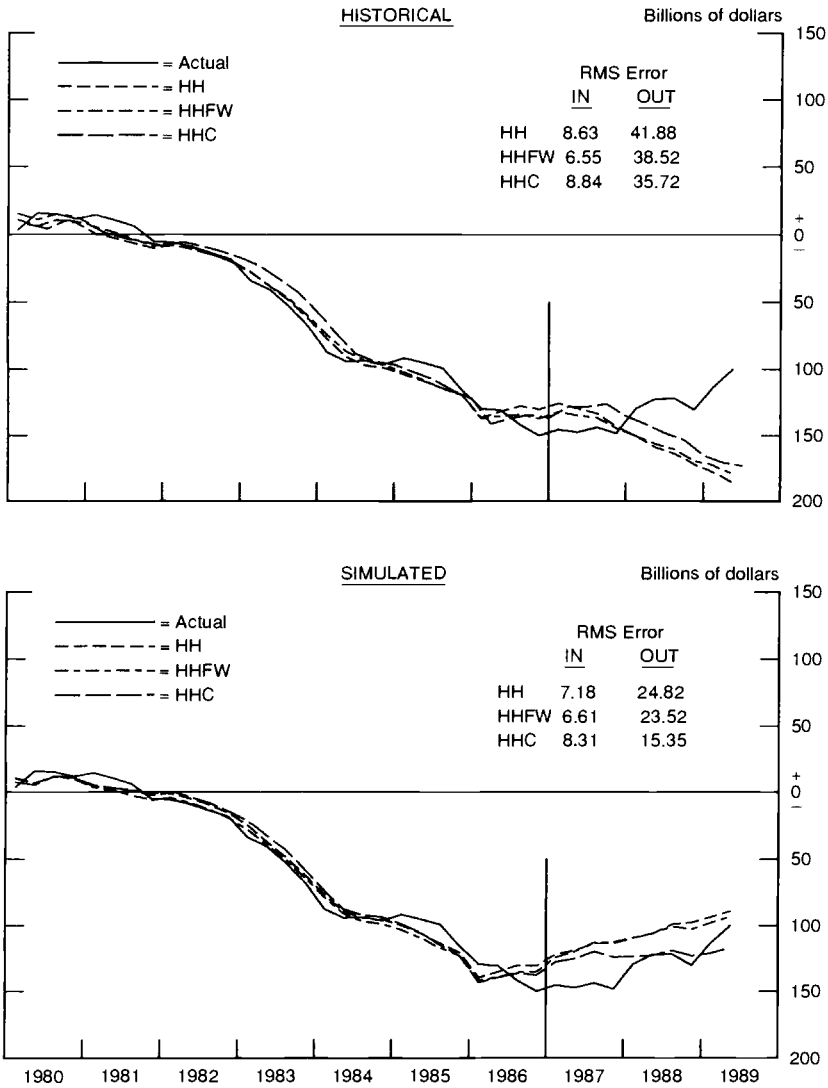 HISTORICAL Billions of dollars
150
= Actual
= HH
= HHFW
= HHC
RMS Error
IN OUT
HH 8.63 41.88
HHFW 6.55 38.52
HHC 8.84 35.72
100
50
+
0
−
50
100
150
200
SIMULATED Billions of dollars
150
= Actual
= HH
= HHFW
= HHC
RMS Error
IN OUT
HH 7.18 24.82
HHFW 6.61 23.52
HHC 8.31 15.35
100
50
+
0
−
50
100
150
200
1980 1981 1982 1983 1984 1985 1986 1987 1988 1989